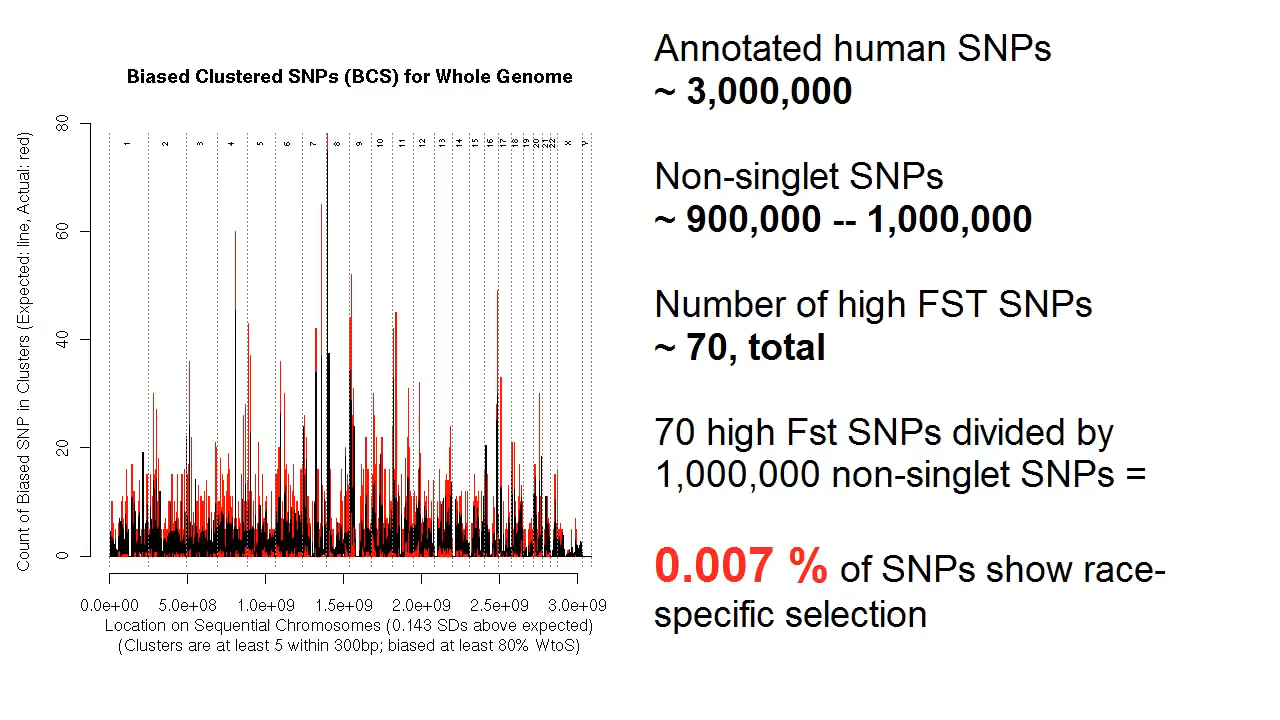 Biased Clustered SNPs (BCS) for Whole Genome
Count of Biased SNP in Clusters (Expected: line, Actual: red)
80
60
40
20
0
1 2 3 4 5 6 7 8 9 10 11 12 13 14 15 16 17 18 19 20 21 22 X Y
0.0e+00 5.0e+08 1.0e+09 1.5e+09 2.0e+09 2.5e+09 3.0e+09
Location on Sequential Chromosomes (0.143 SDs above expected)
(Clusters are at least 5 within 300bp; biased at least 80% WtoS)
Annotated human SNPs
~ 3,000,000
Non-singlet SNPs
~ 900,000 -- 1,000,000
Number of high FST SNPs
~ 70, total
70 high Fst SNPs divided by
1,000,000 non-singlet SNPs =
0.007 % of SNPs show race-
specific selection